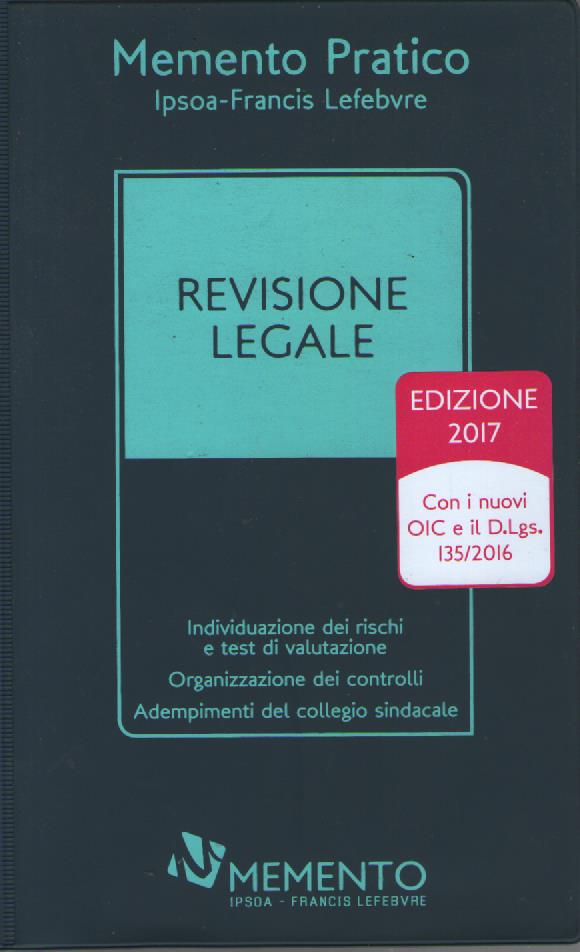 Memento Pratico
Ipsoa-Francis Lefebvre
REVISIONE
LEGALE
EDIZIONE
2017
Con i nuovi
OIC e il D.Lgs.
135/2016
Individuazione dei rischi
e test di valutazione
Organizzazione dei controlli
Adempimenti del collegio sindacale
MEMENTO
IPSOA - FRANCIS LEFEBVRE